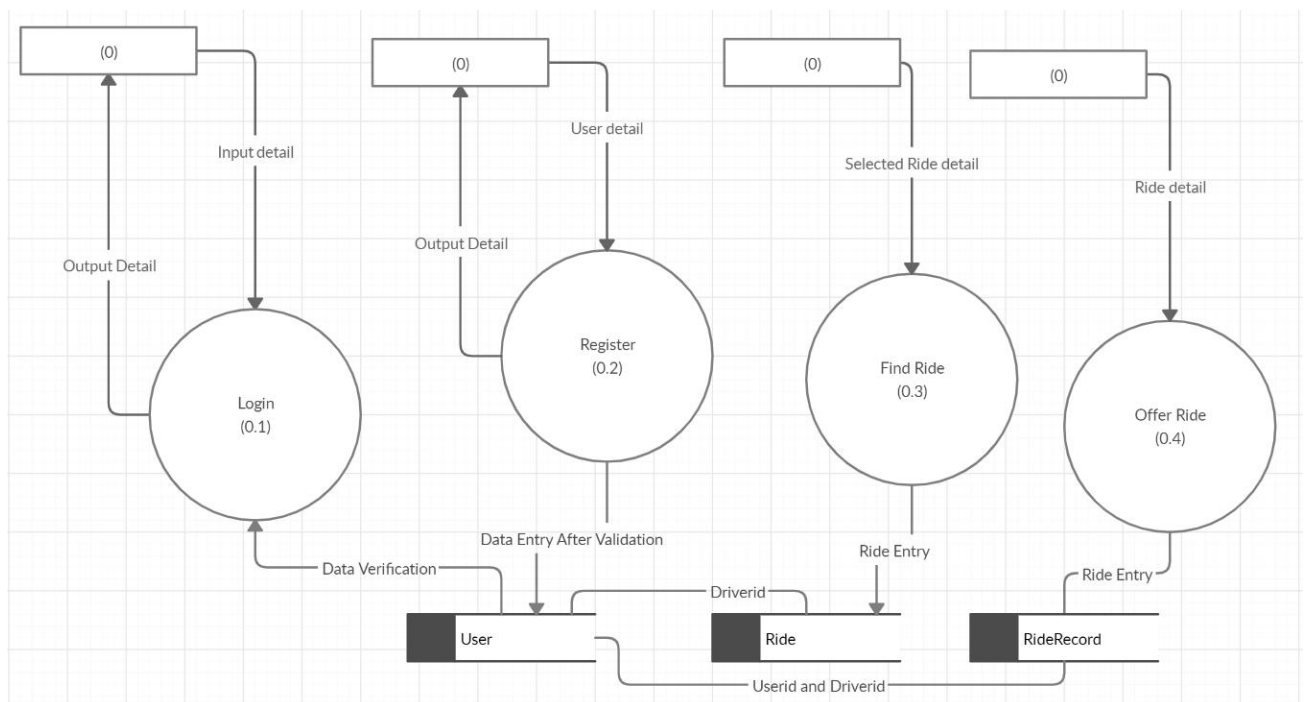 (0)
(0)
(0)
(0)
User detail
Input detail
Selected Ride detail
Ride detail
Output Detail
Output Detail
Register
(0.2)
Find Ride
(0.3)
Login
(0.1)
Offer Ride
(0.4)
Data Entry After Validation
Ride Entry
Data Verification
Ride Entry
Driverid
User
Ride
RideRecord
Userid and Driverid